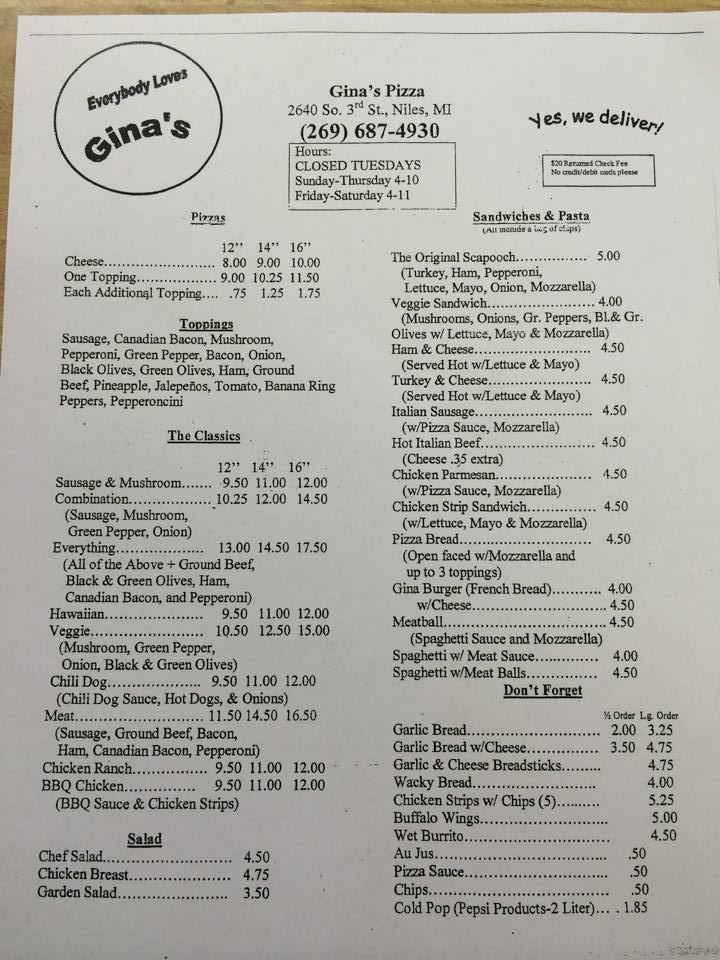 Everybody Loves
Gina's
Gina's Pizza
2640 So. 3rd St., Niles, MI
(269) 687-4930
Hours:
CLOSED TUESDAYS
Sunday-Thursday 4-10
Friday-Saturday 4-11
Yes, we deliver!
$20 Returned Check Fee
No credit/debit cards please
Pizzas
12" 14" 16"
Cheese......................... 8.00 9.00 10.00
One Topping.................. 9.00 10.25 11.50
Each Additional Topping.... .75 1.25 1.75
Toppings
Sausage, Canadian Bacon, Mushroom,
Pepperoni, Green Pepper, Bacon, Onion,
Black Olives, Green Olives, Ham, Ground
Beef, Pineapple, Jalepeños, Tomato, Banana Ring
Peppers, Pepperoncini
The Classics
12" 14" 16"
Sausage & Mushroom....... 9.50 11.00 12.00
Combination................... 10.25 12.00 14.50
(Sausage, Mushroom,
Green Pepper, Onion)
Everything................... 13.00 14.50 17.50
(All of the Above + Ground Beef,
Black & Green Olives, Ham,
Canadian Bacon, and Pepperoni)
Hawaiian...................... 9.50 11.00 12.00
Veggie......................... 10.50 12.50 15.00
(Mushroom, Green Pepper,
Onion, Black & Green Olives)
Chili Dog..................... 9.50 11.00 12.00
(Chili Dog Sauce, Hot Dogs, & Onions)
Meat............................ 11.50 14.50 16.50
(Sausage, Ground Beef, Bacon,
Ham, Canadian Bacon, Pepperoni)
Chicken Ranch................ 9.50 11.00 12.00
BBQ Chicken................ 9.50 11.00 12.00
(BBQ Sauce & Chicken Strips)
Salad
Chef Salad............................ 4.50
Chicken Breast...................... 4.75
Garden Salad........................ 3.50
Sandwiches & Pasta
(All include a bag of chips)
The Original Scapooch................ 5.00
(Turkey, Ham, Pepperoni,
Lettuce, Mayo, Onion, Mozzarella)
Veggie Sandwich........................ 4.00
(Mushrooms, Onions, Gr. Peppers, Bl.& Gr.
Olives w/ Lettuce, Mayo & Mozzarella)
Ham & Cheese.......................... 4.50
(Served Hot w/Lettuce & Mayo)
Turkey & Cheese........................ 4.50
(Served Hot w/Lettuce & Mayo)
Italian Sausage.......................... 4.50
(w/Pizza Sauce, Mozzarella)
Hot Italian Beef......................... 4.50
(Cheese .35 extra)
Chicken Parmesan...................... 4.50
(w/Pizza Sauce, Mozzarella)
Chicken Strip Sandwich................ 4.50
(w/Lettuce, Mayo & Mozzarella)
Pizza Bread.............................. 4.50
(Open faced w/Mozzarella and
up to 3 toppings)
Gina Burger (French Bread)........... 4.00
w/Cheese............................. 4.50
Meatball................................... 4.50
(Spaghetti Sauce and Mozzarella)
Spaghetti w/ Meat Sauce.............. 4.00
Spaghetti w/Meat Balls................ 4.50
Don't Forget
½ Order Lg. Order
Garlic Bread.............................. 2.00 3.25
Garlic Bread w/Cheese................ 3.50 4.75
Garlic & Cheese Breadsticks......... 4.75
Wacky Bread............................ 4.00
Chicken Strips w/ Chips (5).......... 5.25
Buffalo Wings............................ 5.00
Wet Burrito............................... 4.50
Au Jus...................................... .50
Pizza Sauce............................... .50
Chips....................................... .50
Cold Pop (Pepsi Products-2 Liter).... 1.85